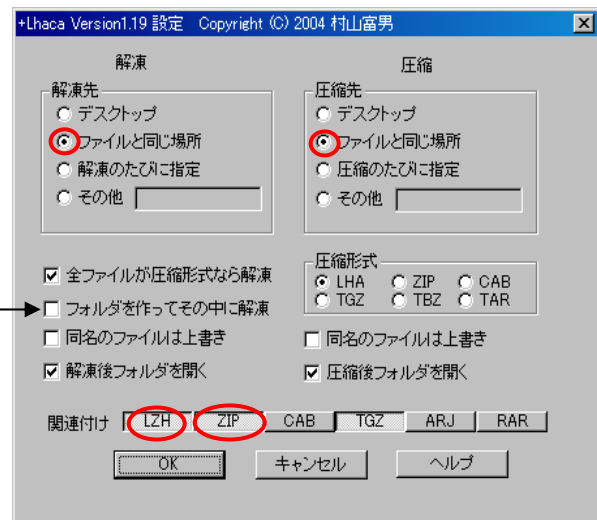 +Lhaca Version1.19 設定 Copyright (C) 2004 村山富男
解凍
解凍先
デスクトップ
ファイルと同じ場所
解凍のたびに指定
その他
全ファイルが圧縮形式なら解凍
フォルダを作ってその中に解凍
同名のファイルは上書き
解凍後フォルダを開く
圧縮
圧縮先
デスクトップ
ファイルと同じ場所
圧縮のたびに指定
その他
圧縮形式
LHA ZIP CAB
TGZ TBZ TAR
同名のファイルは上書き
圧縮後フォルダを開く
関連付け LZH ZIP CAB TGZ ARJ RAR
OK キャンセル ヘルプ